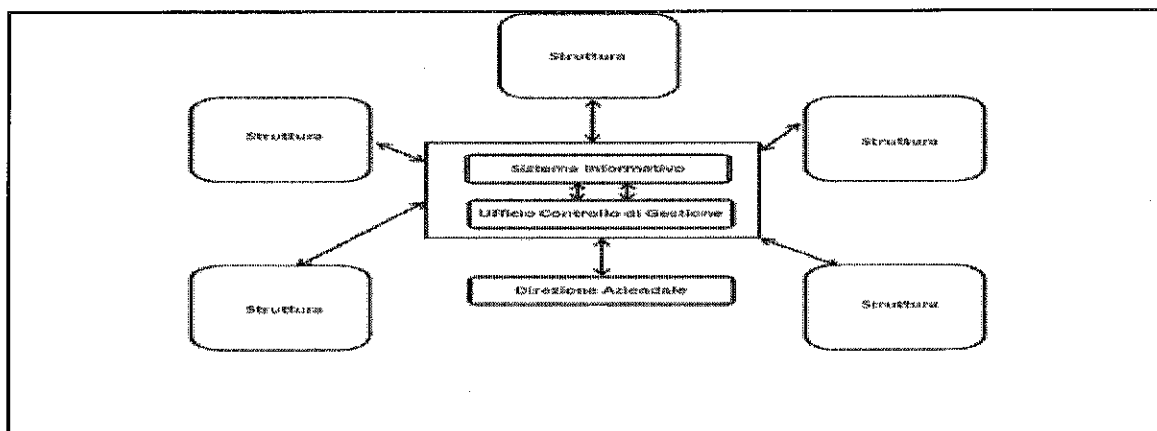 Struttura
Struttura
Struttura
Sistema Informativo
Ufficio Controllo di Gestione
Direzione Aziendale
Struttura
Struttura